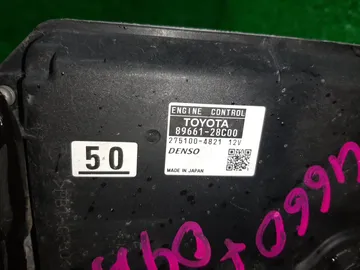 ENGINE CONTROL
TOYOTA
89661-28C00
275100-4821 12V
DENSO
MADE IN JAPAN
50